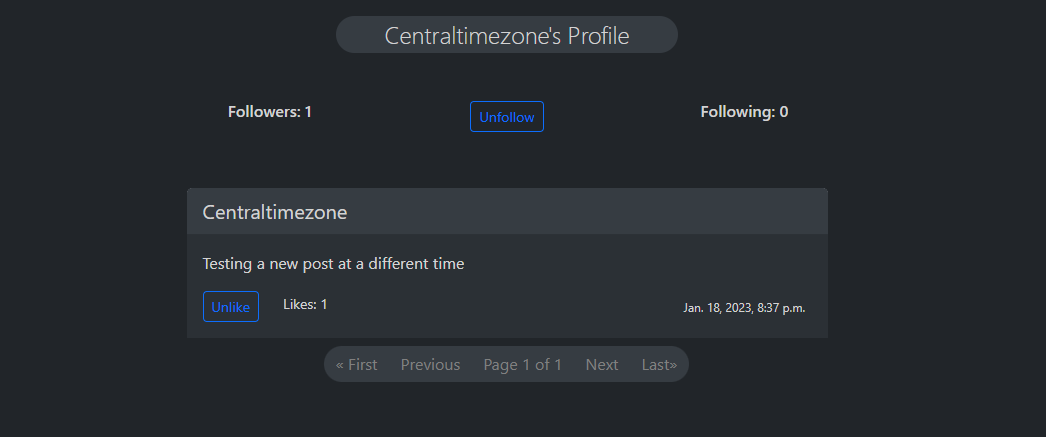 Centraltimezone's Profile
Followers: 1 Unfollow Following: 0
Centraltimezone
Testing a new post at a different time
Unlike Likes: 1 Jan. 18, 2023, 8:37 p.m.
« First Previous Page 1 of 1 Next Last»